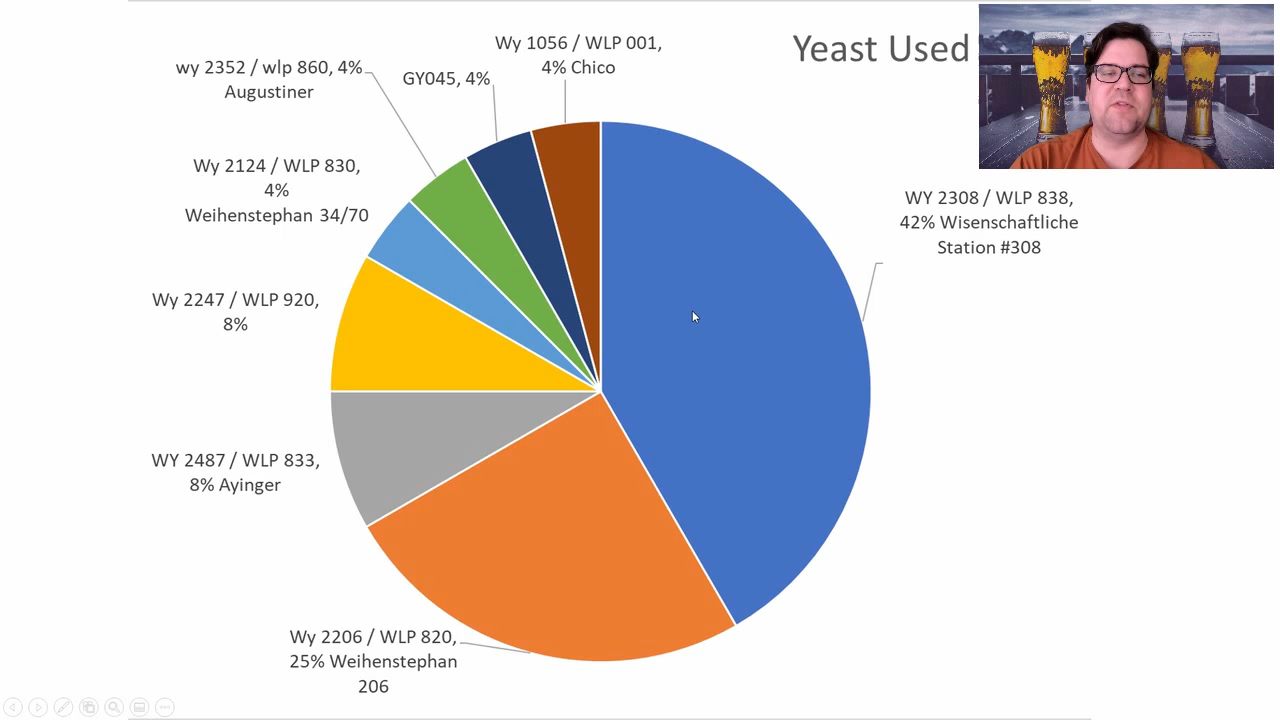 Yeast Used
Wy 1056 / WLP 001,
4% Chico
wy 2352 / wlp 860, 4%
Augustiner
GY045, 4%
Wy 2124 / WLP 830,
4%
Weihenstephan 34/70
WY 2308 / WLP 838,
42% Wisenschaftliche
Station #308
Wy 2247 / WLP 920,
8%
WY 2487 / WLP 833,
8% Ayinger
Wy 2206 / WLP 820,
25% Weihenstephan
206